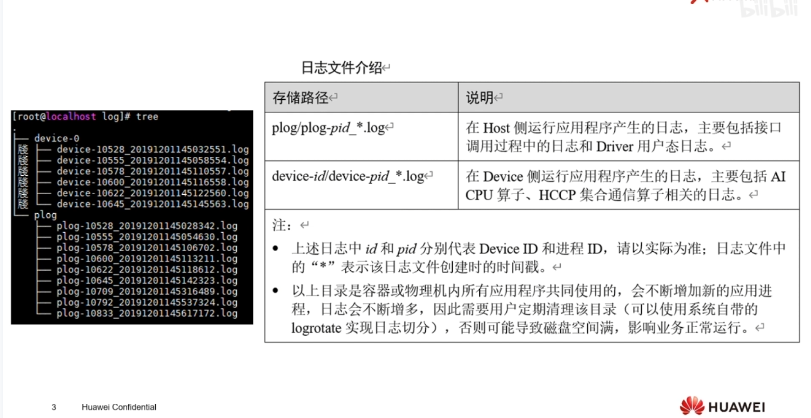 bilibili
日志文件介绍
[root@localhost log]# tree
.
├── device-0
│   ├── device-10528_20191201145032551.log
│   ├── device-10555_20191201145058554.log
│   ├── device-10578_20191201145110557.log
│   ├── device-10600_20191201145116558.log
│   ├── device-10622_20191201145122560.log
│   └── device-10645_20191201145145563.log
└── plog
├── plog-10528_20191201145028342.log
├── plog-10555_20191201145054630.log
├── plog-10578_20191201145106702.log
├── plog-10600_20191201145113211.log
├── plog-10622_20191201145118612.log
├── plog-10645_20191201145142323.log
├── plog-10709_20191201145316489.log
├── plog-10792_20191201145537324.log
└── plog-10833_20191201145617172.log
存储路径 说明
plog/plog-pid_*.log 在 Host 侧运行应用程序产生的日志，主要包括接口
调用过程中的日志和 Driver 用户态日志。
device-id/device-pid_*.log 在 Device 侧运行应用程序产生的日志，主要包括 AI
CPU 算子、HCCP 集合通信算子相关的日志。
注：
● 上述日志中 id 和 pid 分别代表 Device ID 和进程 ID，请以实际为准；日志文件中
的“*”表示该日志文件创建时的时间戳。
● 以上目录是容器或物理机内所有应用程序共同使用的，会不断增加新的应用进
程，日志会不断增多，因此需要用户定期清理该目录（可以使用系统自带的
logrotate 实现日志切分），否则可能导致磁盘空间满，影响业务正常运行。
3 Huawei Confidential
HUAWEI